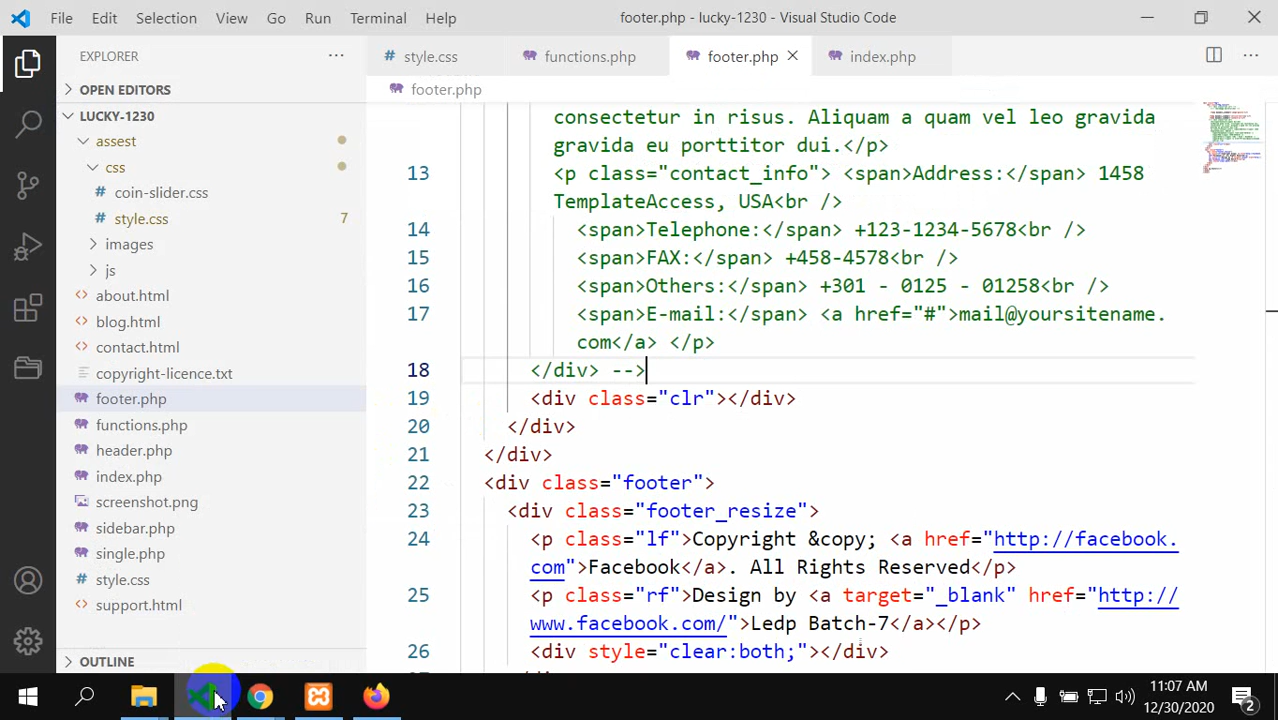 File Edit Selection View Go Run Terminal Help
footer.php - lucky-1230 - Visual Studio Code
EXPLORER
style.css
functions.php
footer.php
index.php
OPEN EDITORS
footer.php
LUCKY-1230
assest
css
coin-slider.css
style.css 7
images
js
about.html
blog.html
contact.html
copyright-licence.txt
footer.php
functions.php
header.php
index.php
screenshot.png
sidebar.php
single.php
style.css
support.html
OUTLINE
consectetur in risus. Aliquam a quam vel leo gravida
gravida eu porttitor dui.</p>
13 <p class="contact_info"> <span>Address:</span> 1458
TemplateAccess, USA<br />
14 <span>Telephone:</span> +123-1234-5678<br />
15 <span>FAX:</span> +458-4578<br />
16 <span>Others:</span> +301 - 0125 - 01258<br />
17 <span>E-mail:</span> <a href="#">mail@yoursitename.
com</a> </p>
18 </div> -->
19 <div class="clr"></div>
20 </div>
21 </div>
22 <div class="footer">
23 <div class="footer_resize">
24 <p class="lf">Copyright &copy; <a href="http://facebook.
com">Facebook</a>. All Rights Reserved</p>
25 <p class="rf">Design by <a target="_blank" href="http://
www.facebook.com/">Ledp Batch-7</a></p>
26 <div style="clear:both;"></div>
11:07 AM
12/30/2020
2